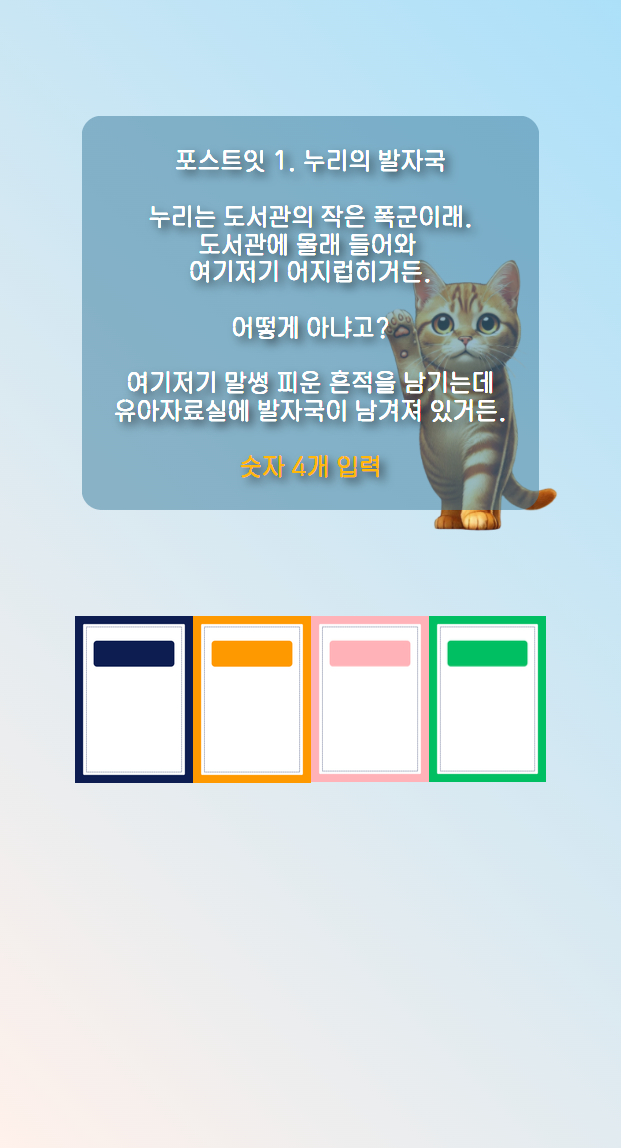 포스트잇 1. 누리의 발자국
누리는 도서관의 작은 폭군이래.
도서관에 몰래 들어와
여기저기 어지럽히거든.
어떻게 아냐고?
여기저기 말썽 피운 흔적을 남기는데
유아자료실에 발자국이 남겨져 있거든.
숫자 4개 입력